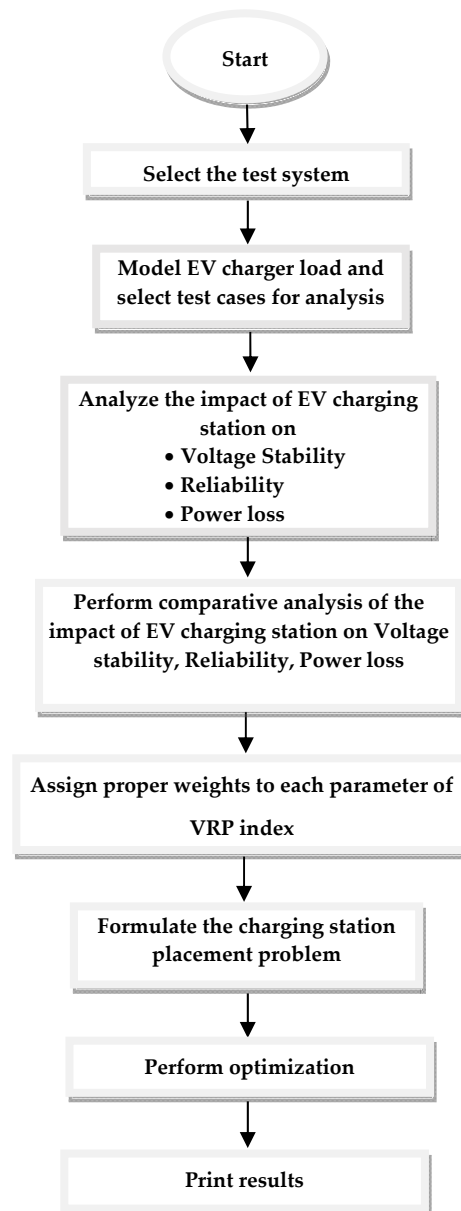 Start
Select the test system
Model EV charger load and
select test cases for analysis
Analyze the impact of EV charging
station on
• Voltage Stability
• Reliability
• Power loss
Perform comparative analysis of the
impact of EV charging station on Voltage
stability, Reliability, Power loss
Assign proper weights to each parameter of
VRP index
Formulate the charging station
placement problem
Perform optimization
Print results